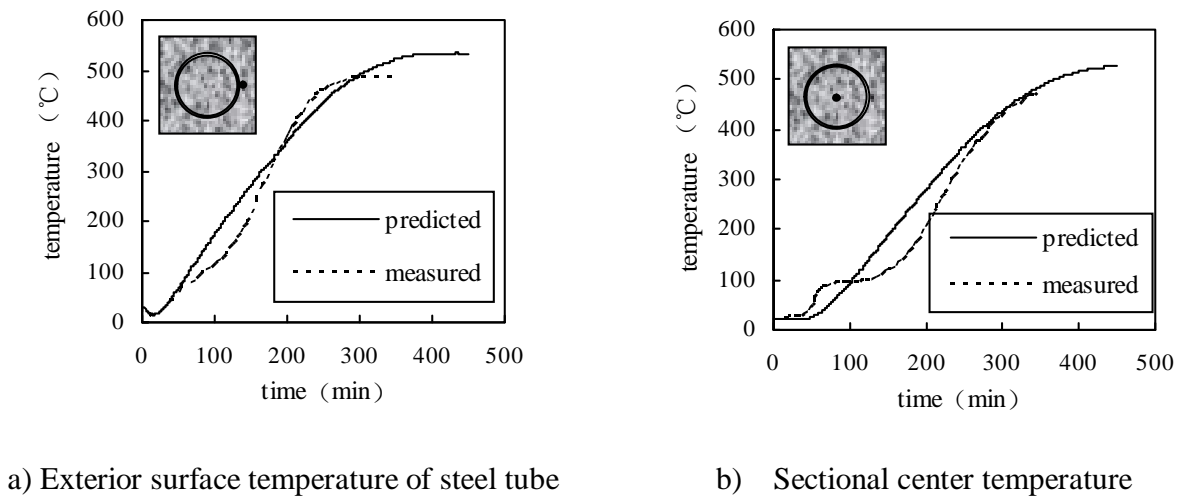 600
500
400
300
200
100
0
temperature （℃）
predicted
measured
0 100 200 300 400 500
time（min）
a) Exterior surface temperature of steel tube
600
500
400
300
200
100
0
temperature （℃）
predicted
measured
0 100 200 300 400 500
time（min）
b) Sectional center temperature